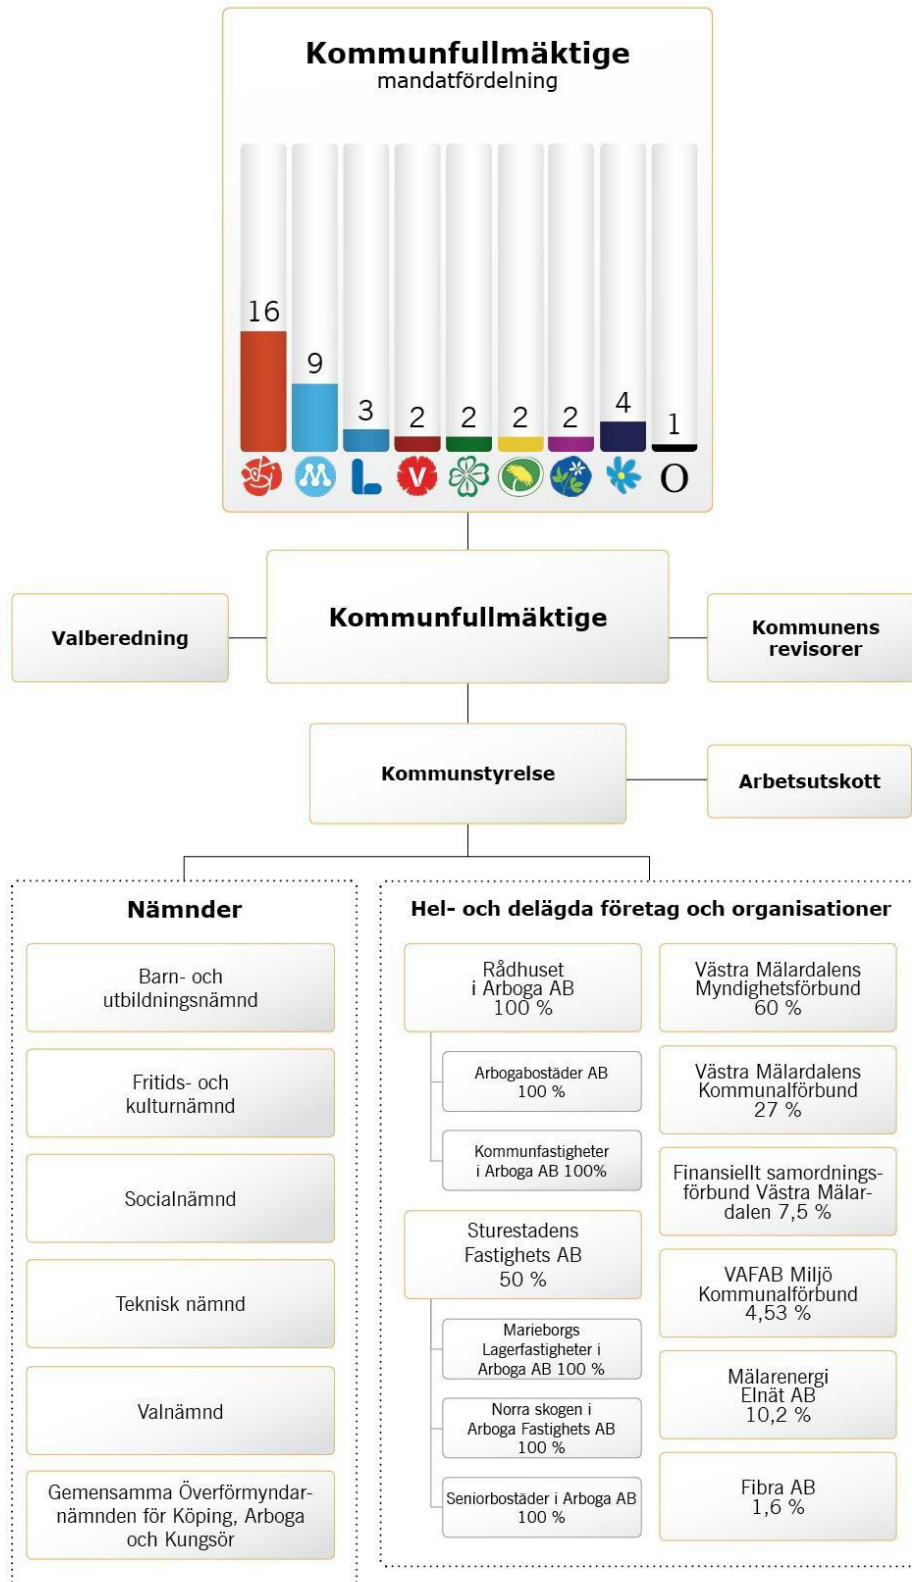 Kommunfullmäktige
mandatfördelning
16
9
3
2
2
2
2
4
1
M
L
V
O
Kommunfullmäktige
Valberedning
Kommunens
revisorer
Kommunstyrelse
Arbetsutskott
Nämnder
Barn- och
utbildningsnämnd
Fritids- och
kulturnämnd
Socialnämnd
Teknisk nämnd
Valnämnd
Gemensamma Överförmyndar-
nämnden för Köping, Arboga
och Kungsör
Hel- och delägda företag och organisationer
Rådhuset
i Arboga AB
100 %
Arbogabostäder AB
100 %
Kommunfastigheter
i Arboga AB 100%
Sturestadens
Fastighets AB
50 %
Marieborgs
Lagerfastigheter i
Arboga AB 100 %
Norra skogen i
Arboga Fastighets AB
100 %
Seniorbostäder i Arboga AB
100 %
Västra Mälardalens
Myndighetsförbund
60 %
Västra Mälardalens
Kommunalförbund
27 %
Finansiellt samordnings-
förbund Västra Mälar-
dalen 7,5 %
VAFAB Miljö
Kommunalförbund
4,53 %
Mälarenergi
Elnät AB
10,2 %
Fibra AB
1,6 %